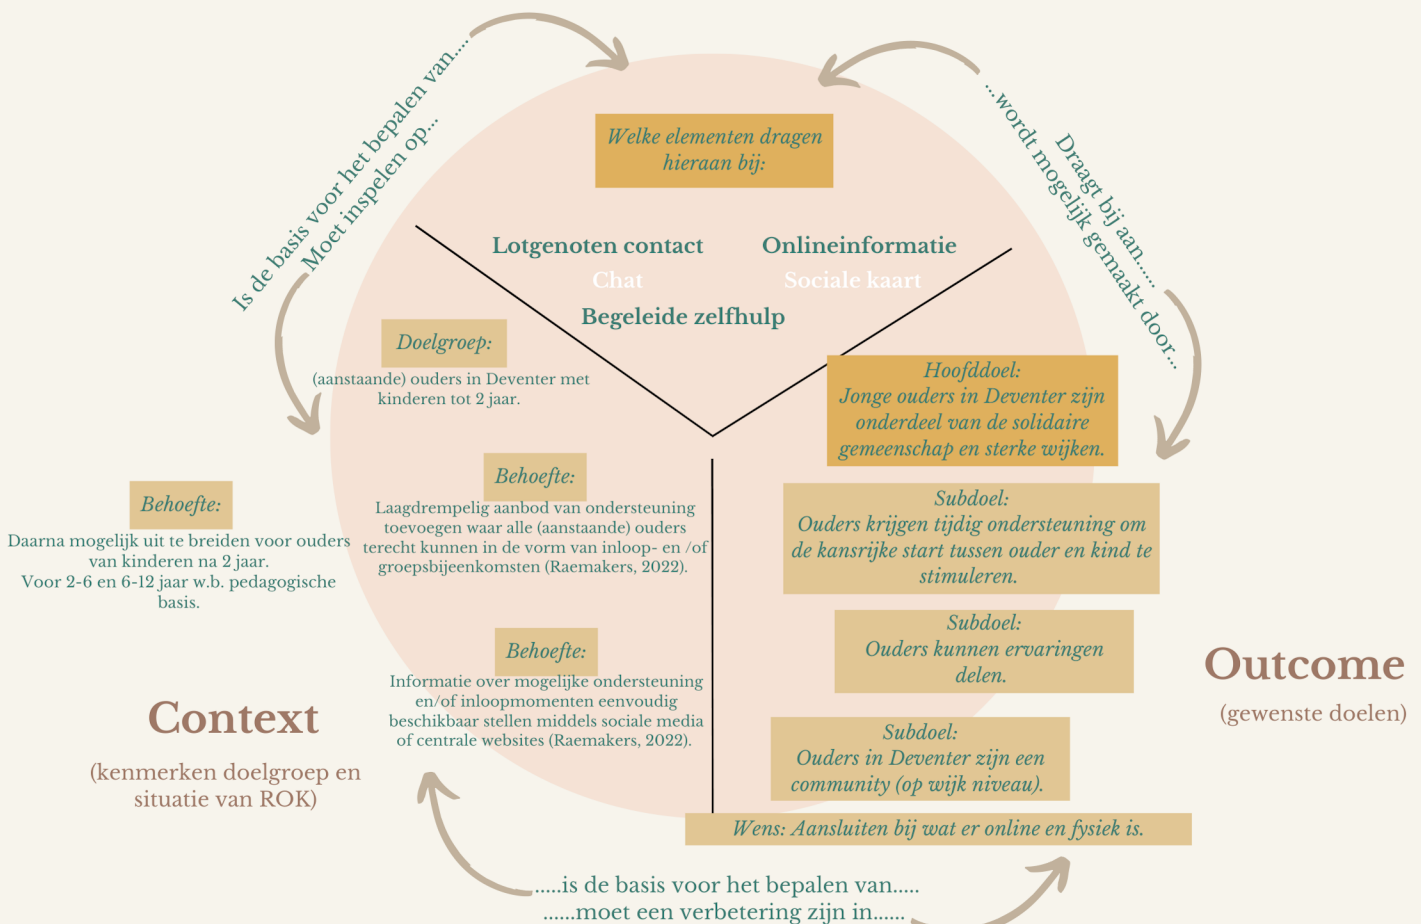 Is de basis voor het bepalen van....
Moet inspelen op...
Welke elementen dragen
hieraan bij:
Lotgenoten contact
Onlineinformatie
Chat
Sociale kaart
Begeleide zelfhulp
Draagt bij aan......
...wordt mogelijk gemaakt door...
Doelgroep:
(aanstaande) ouders in Deventer met
kinderen tot 2 jaar.
Behoefte:
Laagdrempelig aanbod van ondersteuning
toevoegen waar alle (aanstaande) ouders
terecht kunnen in de vorm van inloop- en /of
groepsbijeenkomsten (Raemakers, 2022).
Behoefte:
Daarna mogelijk uit te breiden voor ouders
van kinderen na 2 jaar.
Voor 2-6 en 6-12 jaar w.b. pedagogische
basis.
Behoefte:
Informatie over mogelijke ondersteuning
en/of inloopmomenten eenvoudig
beschikbaar stellen middels sociale media
of centrale websites (Raemakers, 2022).
Context
(kenmerken doelgroep en
situatie van ROK)
Hoofddoel:
Jonge ouders in Deventer zijn
onderdeel van de solidaire
gemeenschap en sterke wijken.
Subdoel:
Ouders krijgen tijdig ondersteuning om
de kansrijke start tussen ouder en kind te
stimuleren.
Subdoel:
Ouders kunnen ervaringen
delen.
Subdoel:
Ouders in Deventer zijn een
community (op wijk niveau).
Wens: Aansluiten bij wat er online en fysiek is.
Outcome
(gewenste doelen)
.....is de basis voor het bepalen van.....
......moet een verbetering zijn in......